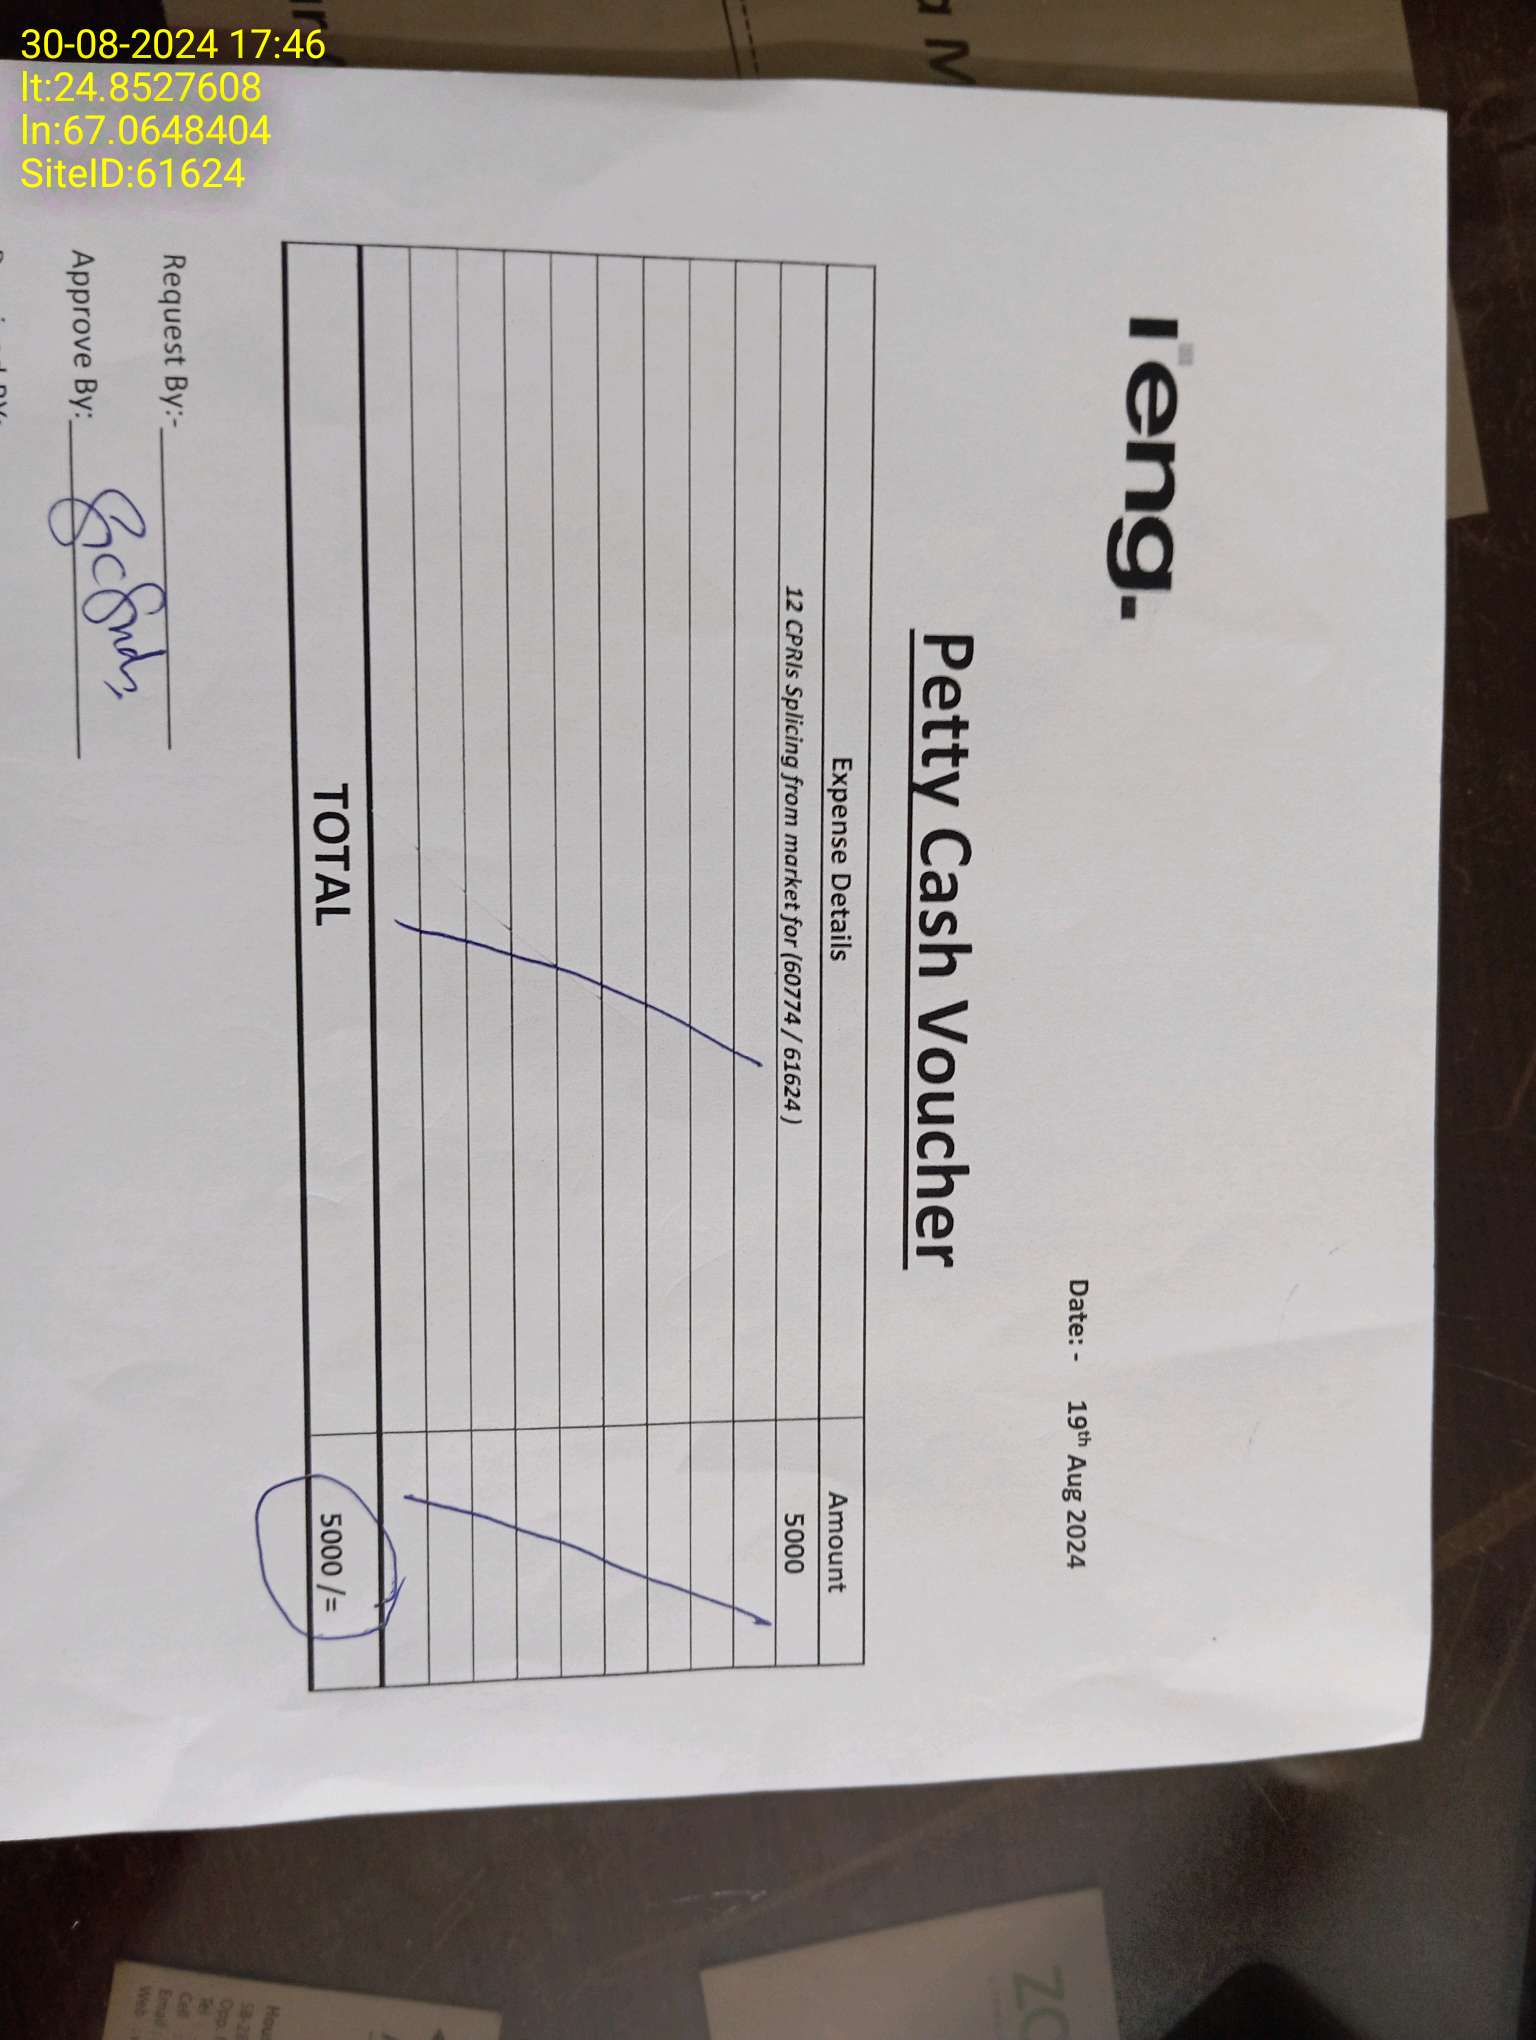 30-08-2024 17:46
lt:24.8527608
ln:67.0648404
SiteID:61624
Teng.
Date: - 19th Aug 2024
Petty Cash Voucher
Expense Details Amount
12 CPRIs Splicing from market for (60774 / 61624 ) 5000
TOTAL 5000 /=
Request By:-
Approve By: